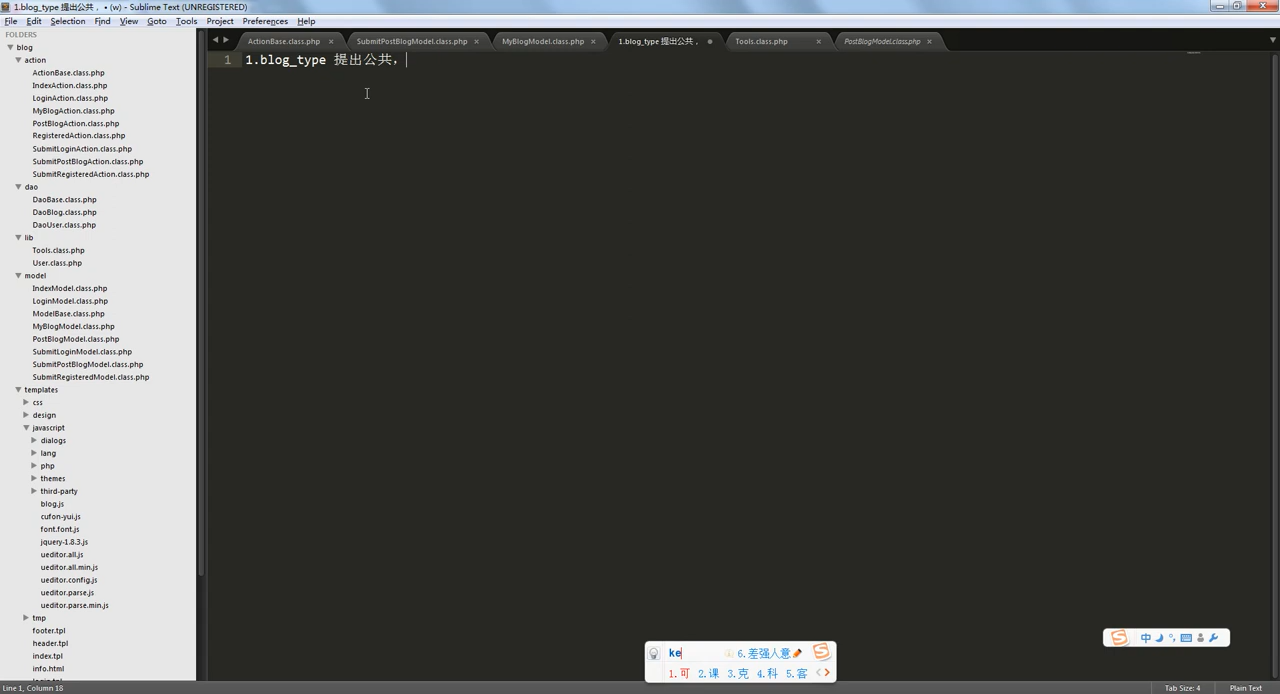 1.blog_type 提出公共， • (w) - Sublime Text (UNREGISTERED)
File Edit Selection Find View Goto Tools Project Preferences Help
FOLDERS
blog
action
ActionBase.class.php
IndexAction.class.php
LoginAction.class.php
MyBlogAction.class.php
PostBlogAction.class.php
RegisteredAction.class.php
SubmitLoginAction.class.php
SubmitPostBlogAction.class.php
SubmitRegisteredAction.class.php
dao
DaoBase.class.php
DaoBlog.class.php
DaoUser.class.php
lib
Tools.class.php
User.class.php
model
IndexModel.class.php
LoginModel.class.php
ModelBase.class.php
MyBlogModel.class.php
PostBlogModel.class.php
SubmitLoginModel.class.php
SubmitPostBlogModel.class.php
SubmitRegisteredModel.class.php
templates
css
design
javascript
dialogs
lang
php
themes
third-party
blog.js
cufon-yui.js
font.font.js
jquery-1.8.3.js
ueditor.all.js
ueditor.all.min.js
ueditor.config.js
ueditor.parse.js
ueditor.parse.min.js
tmp
footer.tpl
header.tpl
index.tpl
info.html
ActionBase.class.php SubmitPostBlogModel.class.php MyBlogModel.class.php 1.blog_type 提出公共， Tools.class.php PostBlogModel.class.php
1 1.blog_type 提出公共，
ke 6.差强人意
1.可 2.课 3.克 4.科 5.客
中
Line 1, Column 18 Tab Size: 4 Plain Text